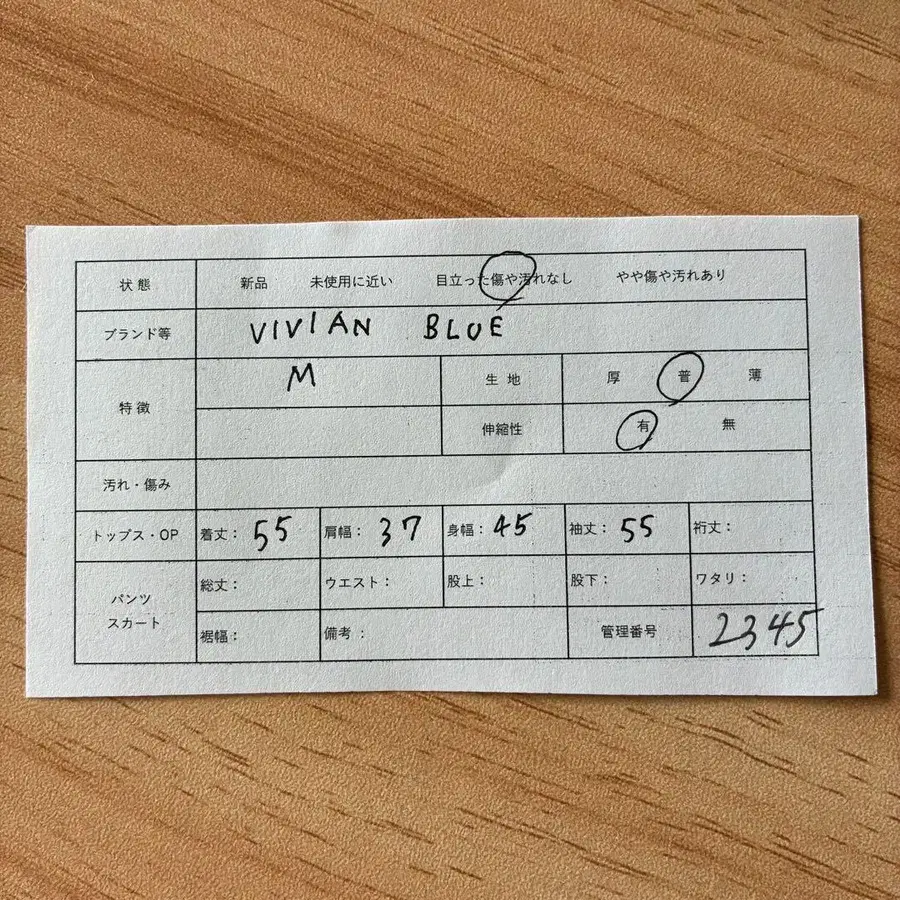 状態 新品 未使用に近い 目立った傷や汚れなし やや傷や汚れあり
ブランド等 VIVIAN BLUE
特徴 M 生地 厚 普 薄
伸縮性 有 無
汚れ・傷み
トップス・OP 着丈: 55 肩幅: 37 身幅: 45 袖丈: 55 裄丈:
パンツ スカート 総丈: ウエスト: 股上: 股下: ワタリ:
裾幅: 備考 : 管理番号 2345